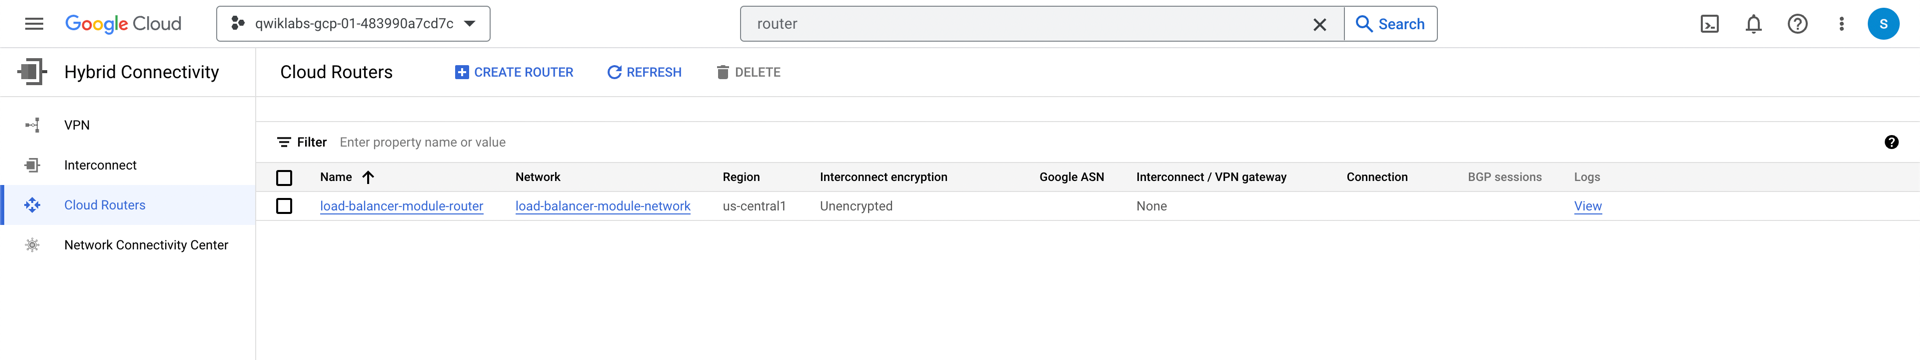 Google Cloud
qwiklabs-gcp-01-483990a7cd7c
router
Search
S
Hybrid Connectivity
Cloud Routers
CREATE ROUTER
REFRESH
DELETE
VPN
Interconnect
Cloud Routers
Network Connectivity Center
Filter Enter property name or value
Name Network Region Interconnect encryption Google ASN Interconnect / VPN gateway Connection BGP sessions Logs
load-balancer-module-router load-balancer-module-network us-central1 Unencrypted None View